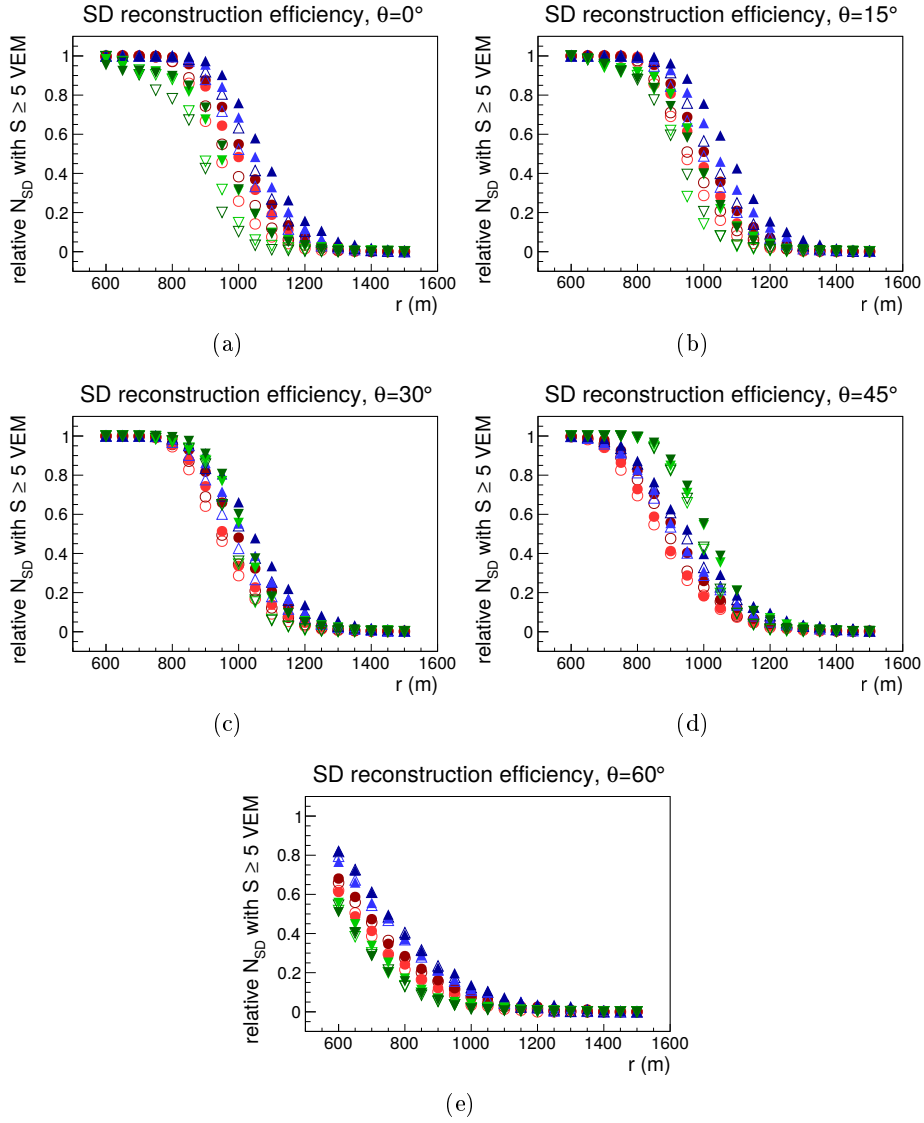 SD reconstruction efficiency, θ=0°
relative N_SD with S ≥ 5 VEM
1
0.8
0.6
0.4
0.2
0
600 800 1000 1200 1400 1600
r (m)
(a)
SD reconstruction efficiency, θ=15°
relative N_SD with S ≥ 5 VEM
1
0.8
0.6
0.4
0.2
0
600 800 1000 1200 1400 1600
r (m)
(b)
SD reconstruction efficiency, θ=30°
relative N_SD with S ≥ 5 VEM
1
0.8
0.6
0.4
0.2
0
600 800 1000 1200 1400 1600
r (m)
(c)
SD reconstruction efficiency, θ=45°
relative N_SD with S ≥ 5 VEM
1
0.8
0.6
0.4
0.2
0
600 800 1000 1200 1400 1600
r (m)
(d)
SD reconstruction efficiency, θ=60°
relative N_SD with S ≥ 5 VEM
1
0.8
0.6
0.4
0.2
0
600 800 1000 1200 1400 1600
r (m)
(e)